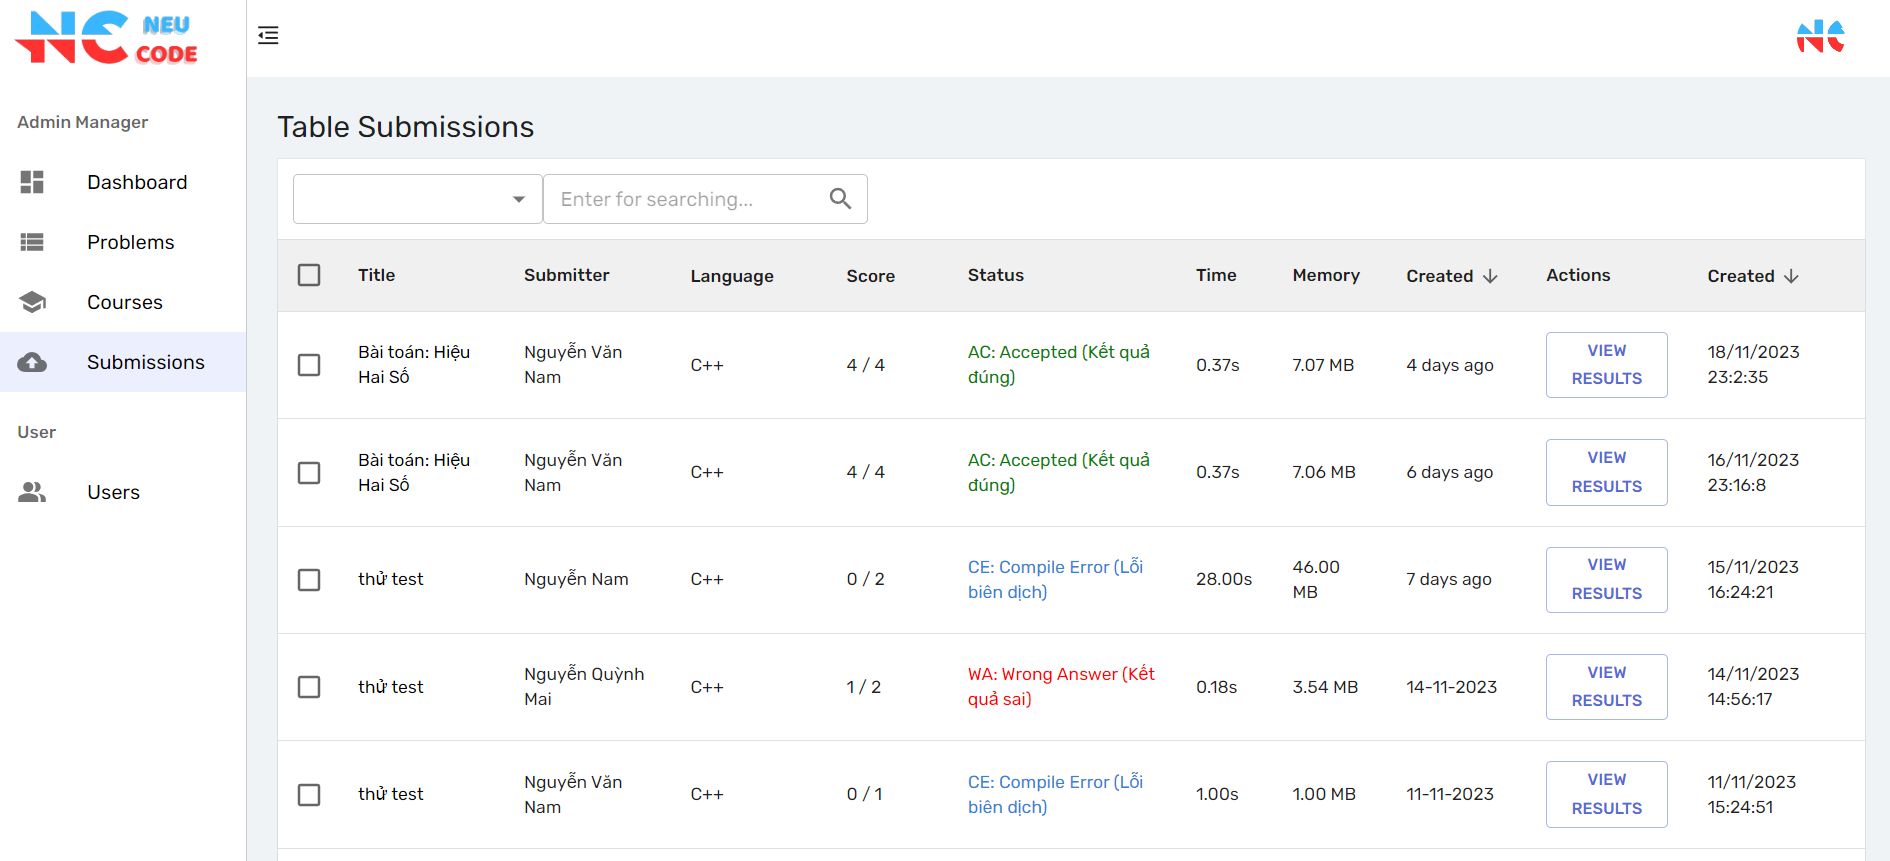 NEU
CODE
Admin Manager
Dashboard
Problems
Courses
Submissions
User
Users
Table Submissions
Enter for searching...
Title Submitter Language Score Status Time Memory Created Actions Created
Bài toán: Hiệu
Hai Số
Nguyễn Văn
Nam
C++
4 / 4
AC: Accepted (Kết quả
đúng)
0.37s
7.07 MB
4 days ago
VIEW
RESULTS
18/11/2023
23:2:35
Bài toán: Hiệu
Hai Số
Nguyễn Văn
Nam
C++
4 / 4
AC: Accepted (Kết quả
đúng)
0.37s
7.06 MB
6 days ago
VIEW
RESULTS
16/11/2023
23:16:8
thử test
Nguyễn Nam
C++
0 / 2
CE: Compile Error (Lỗi
biên dịch)
28.00s
46.00
MB
7 days ago
VIEW
RESULTS
15/11/2023
16:24:21
thử test
Nguyễn Quỳnh
Mai
C++
1 / 2
WA: Wrong Answer (Kết
quả sai)
0.18s
3.54 MB
14-11-2023
VIEW
RESULTS
14/11/2023
14:56:17
thử test
Nguyễn Văn
Nam
C++
0 / 1
CE: Compile Error (Lỗi
biên dịch)
1.00s
1.00 MB
11-11-2023
VIEW
RESULTS
11/11/2023
15:24:51